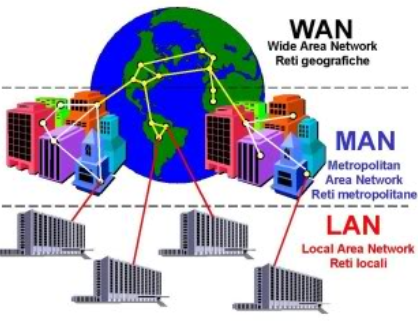 WAN
Wide Area Network
Reti geografiche
MAN
Metropolitan
Area Network
Reti metropolitane
LAN
Local Area Network
Reti locali